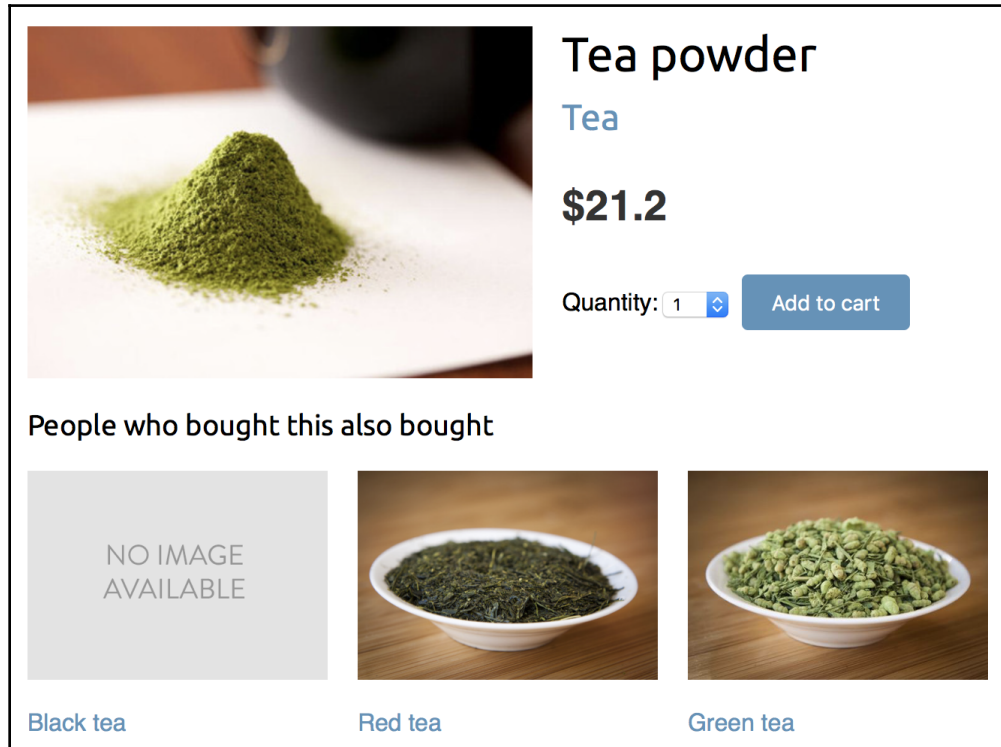 Tea powder
Tea
$21.2
Quantity: 1 Add to cart
People who bought this also bought
NO IMAGE
AVAILABLE
Black tea Red tea Green tea